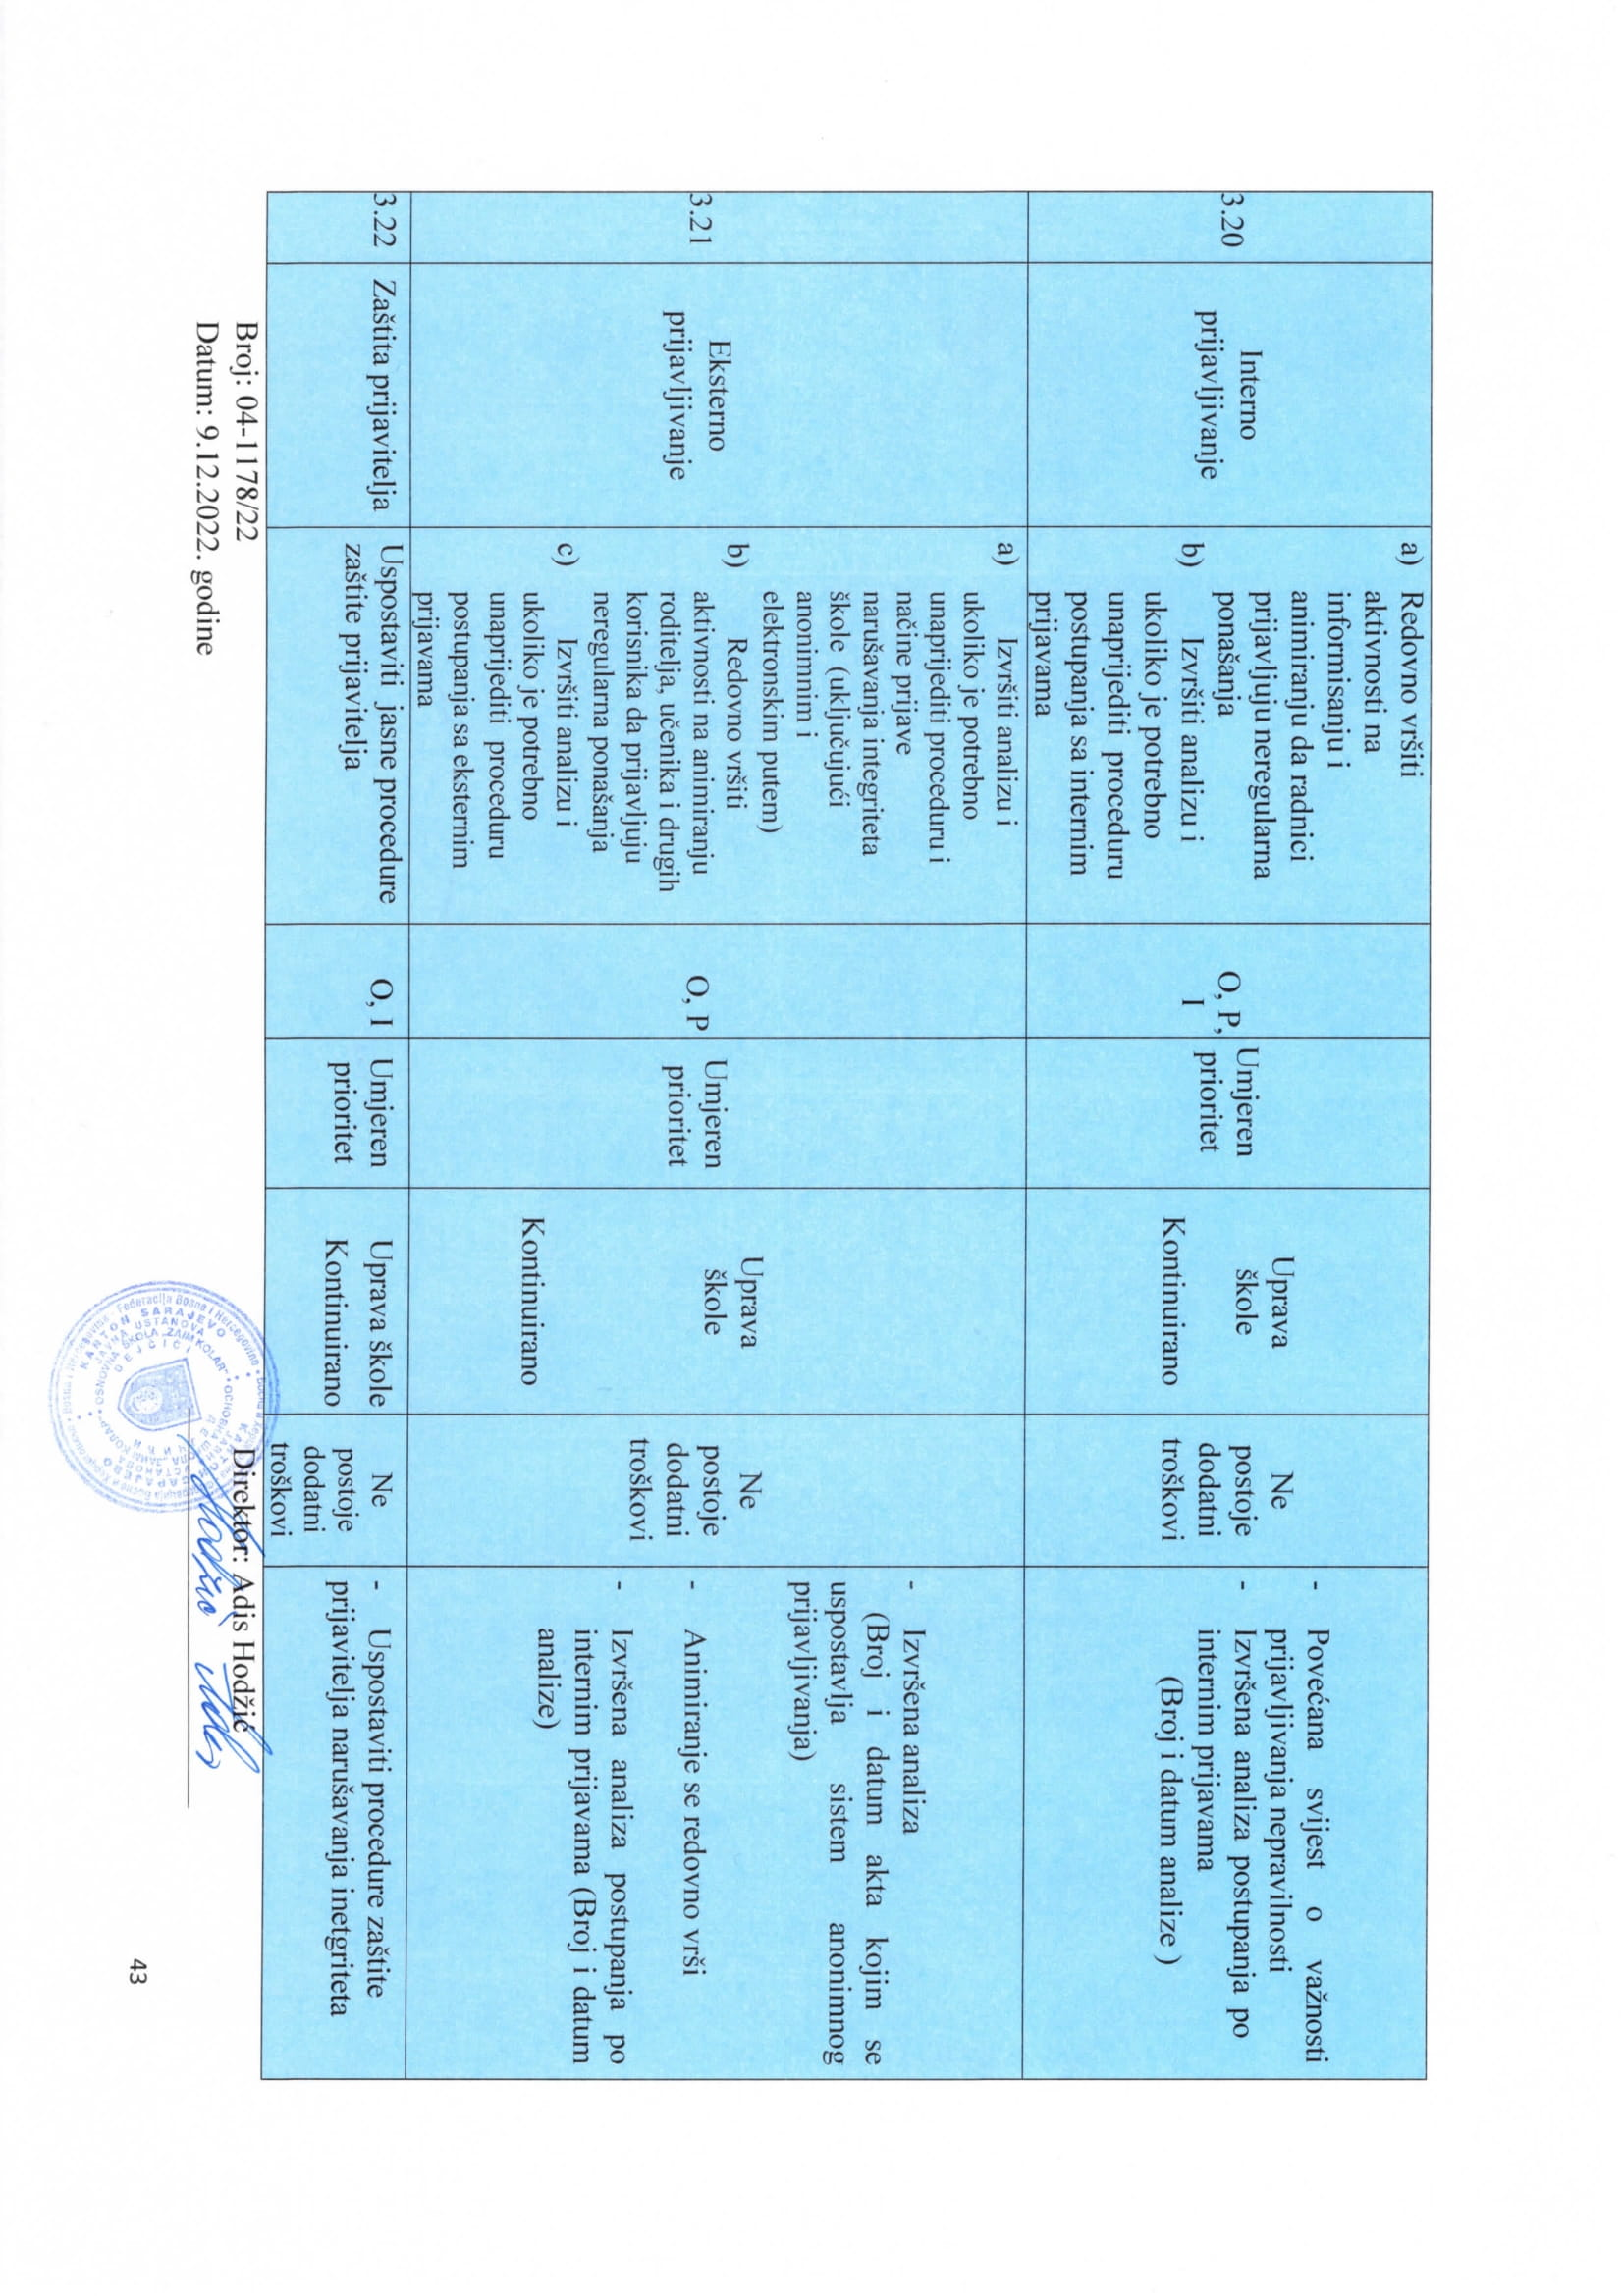 3.20
Interno
prijavljivanje
a) Redovno vršiti
aktivnosti na
informisanju i
animiranju da radnici
prijavljuju neregularna
ponašanja
b) Izvršiti analizu i
ukoliko je potrebno
unaprijediti proceduru
postupanja sa internim
prijavama
O, P,
I
Umjeren
prioritet
Uprava
škole
Kontinuirano
Ne
postoje
dodatni
troškovi
- Povećana svijest o važnosti
prijavljivanja nepravilnosti
- Izvršena analiza postupanja po
internim prijavama
(Broj i datum analize )
3.21
Eksterno
prijavljivanje
a) Izvršiti analizu i
ukoliko je potrebno
unaprijediti proceduru i
načine prijave
narušavanja integriteta
škole (uključujući
anonimnim i
elektronskim putem)
b) Redovno vršiti
aktivnosti na animiranju
roditelja, učenika i drugih
korisnika da prijavljuju
neregularna ponašanja
c) Izvršiti analizu i
ukoliko je potrebno
unaprijediti proceduru
postupanja sa eksternim
prijavama
O, P
Umjeren
prioritet
Uprava
škole
Kontinuirano
Ne
postoje
dodatni
troškovi
- Izvršena analiza
(Broj i datum akta kojim se
uspostavlja sistem anonimnog
prijavljivanja)
- Animiranje se redovno vrši
- Izvršena analiza postupanja po
internim prijavama (Broj i datum
analize)
3.22
Zaštita prijavitelja
Uspostaviti jasne procedure
zaštite prijavitelja
O, I
Umjeren
prioritet
Uprava škole
Kontinuirano
Ne
postoje
dodatni
troškovi
- Uspostaviti procedure zaštite
prijavitelja narušavanja inetgriteta
Broj: 04-1178/22
Datum: 9.12.2022. godine
Direktor: Adis Hodžić
KANTON SARAJEVO
JAVNA USTANOVA
43